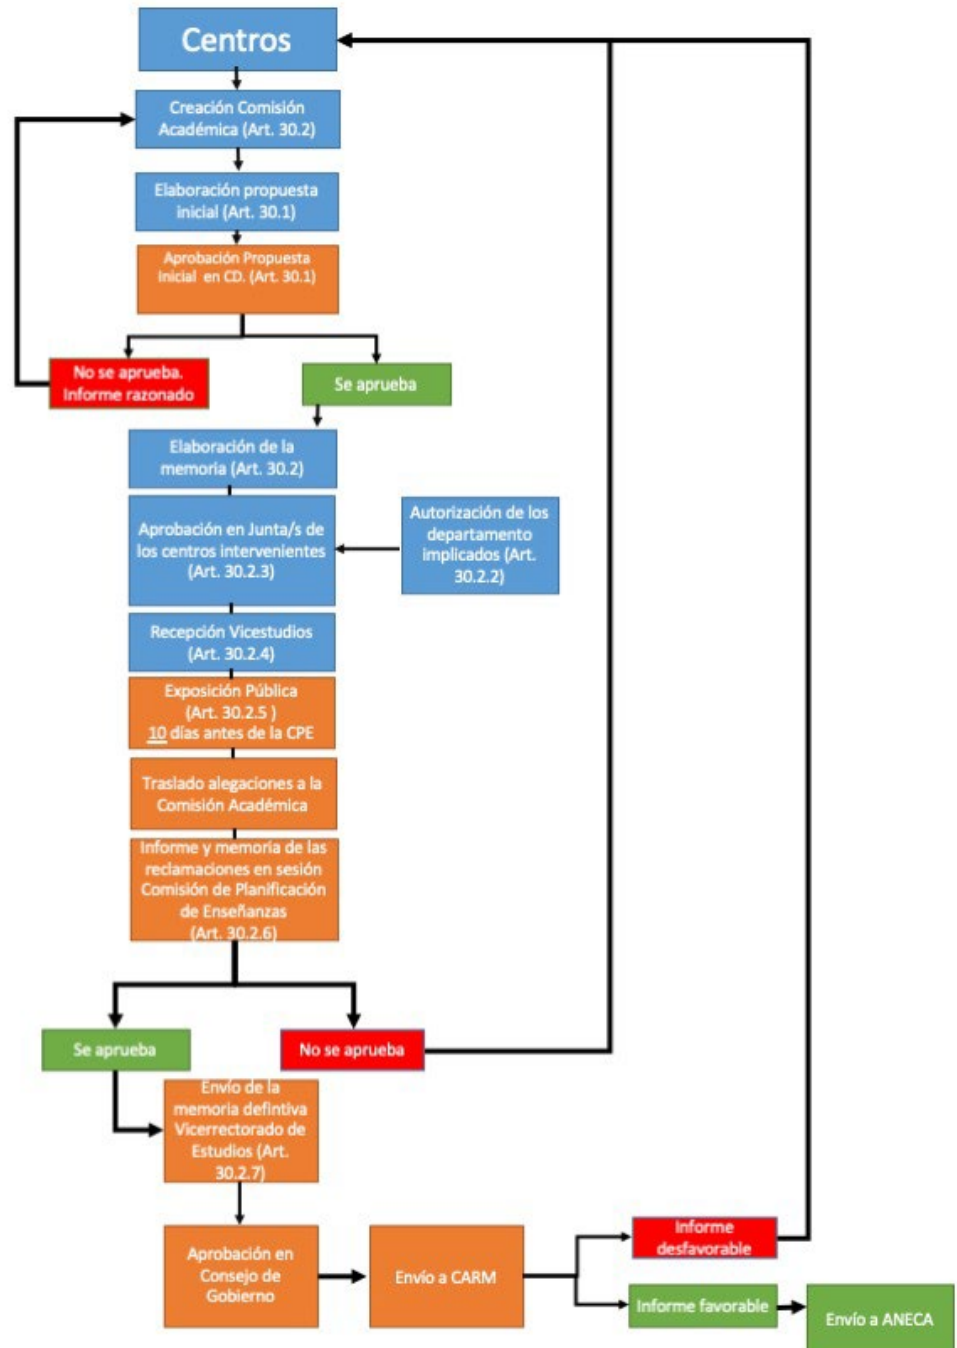 Centros
Creación Comisión
Académica (Art. 30.2)
Elaboración propuesta
inicial (Art. 30.1)
Aprobación Propuesta
Inicial en CD. (Art. 30.1)
No se aprueba.
Informe razonado
Se aprueba
Elaboración de la
memoria (Art. 30.2)
Aprobación en Junta/s de
los centros intervenientes
(Art. 30.2.3)
Autorización de los
departamento
implicados (Art.
30.2.2)
Recepción Vicestudios
(Art. 30.2.4)
Exposición Pública
(Art. 30.2.5 )
10 días antes de la CPE
Traslado alegaciones a la
Comisión Académica
Informe y memoria de las
reclamaciones en sesión
Comisión de Planificación
de Enseñanzas
(Art. 30.2.6)
Se aprueba
No se aprueba
Envío de la
memoria defintiva
Vicerrectorado de
Estudios (Art.
30.2.7)
Aprobación en
Consejo de
Gobierno
Envío a CARM
Informe
desfavorable
Informe favorable
Envío a ANECA